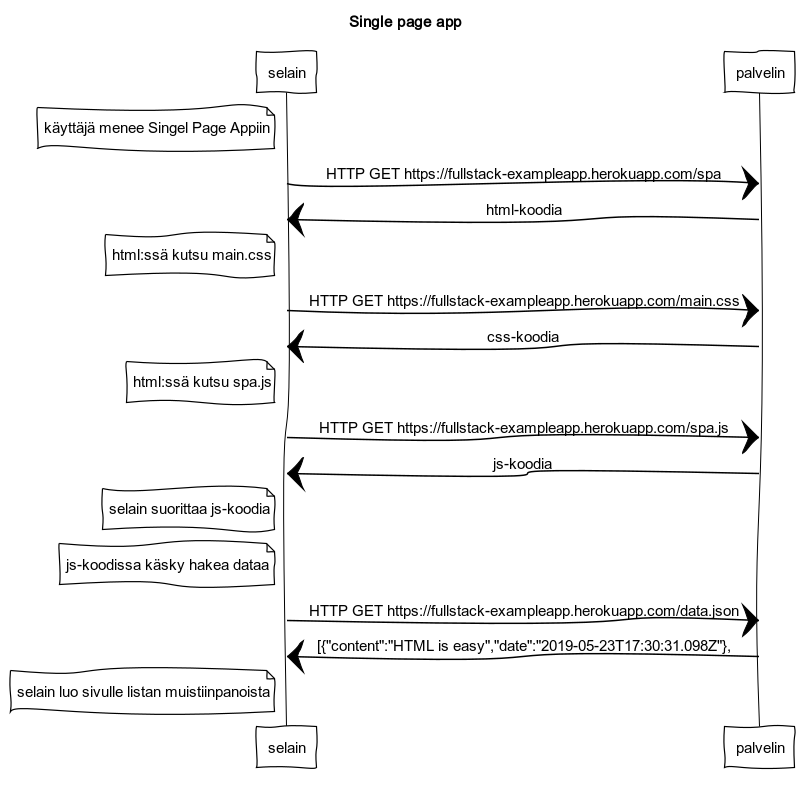 Single page app
selain
palvelin
käyttäjä menee Singel Page Appiin
HTTP GET https://fullstack-exampleapp.herokuapp.com/spa
html-koodia
html:ssä kutsu main.css
HTTP GET https://fullstack-exampleapp.herokuapp.com/main.css
css-koodia
html:ssä kutsu spa.js
HTTP GET https://fullstack-exampleapp.herokuapp.com/spa.js
js-koodia
selain suorittaa js-koodia
js-koodissa käsky hakea dataa
HTTP GET https://fullstack-exampleapp.herokuapp.com/data.json
[{"content":"HTML is easy","date":"2019-05-23T17:30:31.098Z"},
selain luo sivulle listan muistiinpanoista
selain
palvelin